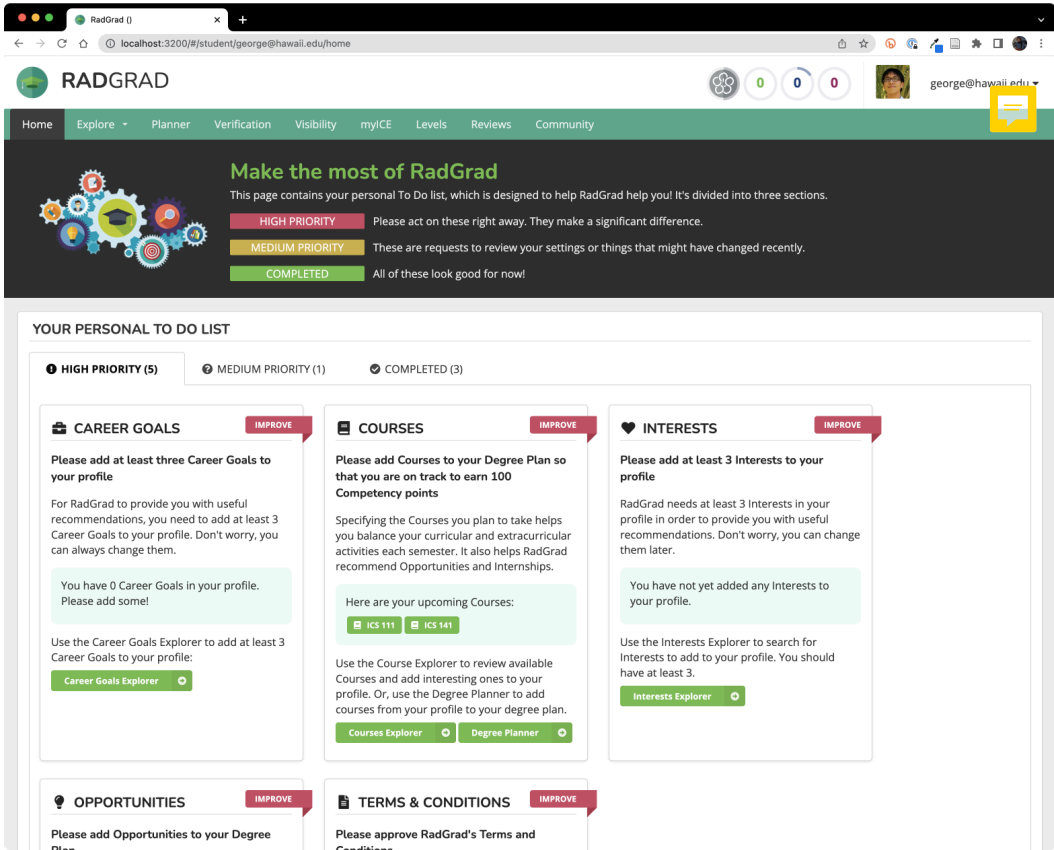 RadGrad ()
localhost:3200/#/student/george@hawaii.edu/home
RADGRAD
0 0 0
george@hawaii.edu
Home Explore Planner Verification Visibility myICE Levels Reviews Community
Make the most of RadGrad
This page contains your personal To Do list, which is designed to help RadGrad help you! It's divided into three sections.
HIGH PRIORITY Please act on these right away. They make a significant difference.
MEDIUM PRIORITY These are requests to review your settings or things that might have changed recently.
COMPLETED All of these look good for now!
YOUR PERSONAL TO DO LIST
HIGH PRIORITY (5) MEDIUM PRIORITY (1) COMPLETED (3)
CAREER GOALS
IMPROVE
Please add at least three Career Goals to
your profile
For RadGrad to provide you with useful
recommendations, you need to add at least 3
Career Goals to your profile. Don't worry, you
can always change them.
You have 0 Career Goals in your profile.
Please add some!
Use the Career Goals Explorer to add at least 3
Career Goals to your profile:
Career Goals Explorer
COURSES
IMPROVE
Please add Courses to your Degree Plan so
that you are on track to earn 100
Competency points
Specifying the Courses you plan to take helps
you balance your curricular and extracurricular
activities each semester. It also helps RadGrad
recommend Opportunities and Internships.
Here are your upcoming Courses:
ICS 111 ICS 141
Use the Course Explorer to review available
Courses and add interesting ones to your
profile. Or, use the Degree Planner to add
courses from your profile to your degree plan.
Courses Explorer Degree Planner
INTERESTS
IMPROVE
Please add at least 3 Interests to your
profile
RadGrad needs at least 3 Interests in your
profile in order to provide you with useful
recommendations. Don't worry, you can change
them later.
You have not yet added any Interests to
your profile.
Use the Interests Explorer to search for
Interests to add to your profile. You should
have at least 3.
Interests Explorer
OPPORTUNITIES
IMPROVE
Please add Opportunities to your Degree
Plan
TERMS & CONDITIONS
IMPROVE
Please approve RadGrad's Terms and
Conditions